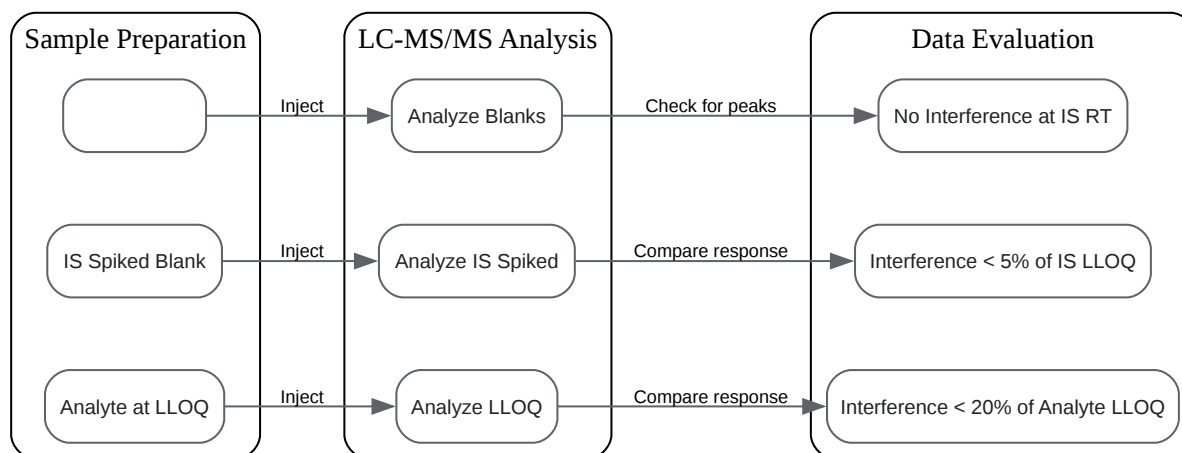 Sample Preparation
LC-MS/MS Analysis
Data Evaluation
Inject
Analyze Blanks
Check for peaks
No Interference at IS RT
IS Spiked Blank
Inject
Analyze IS Spiked
Compare response
Interference < 5% of IS LLOQ
Analyte at LLOQ
Inject
Analyze LLOQ
Compare response
Interference < 20% of Analyte LLOQ